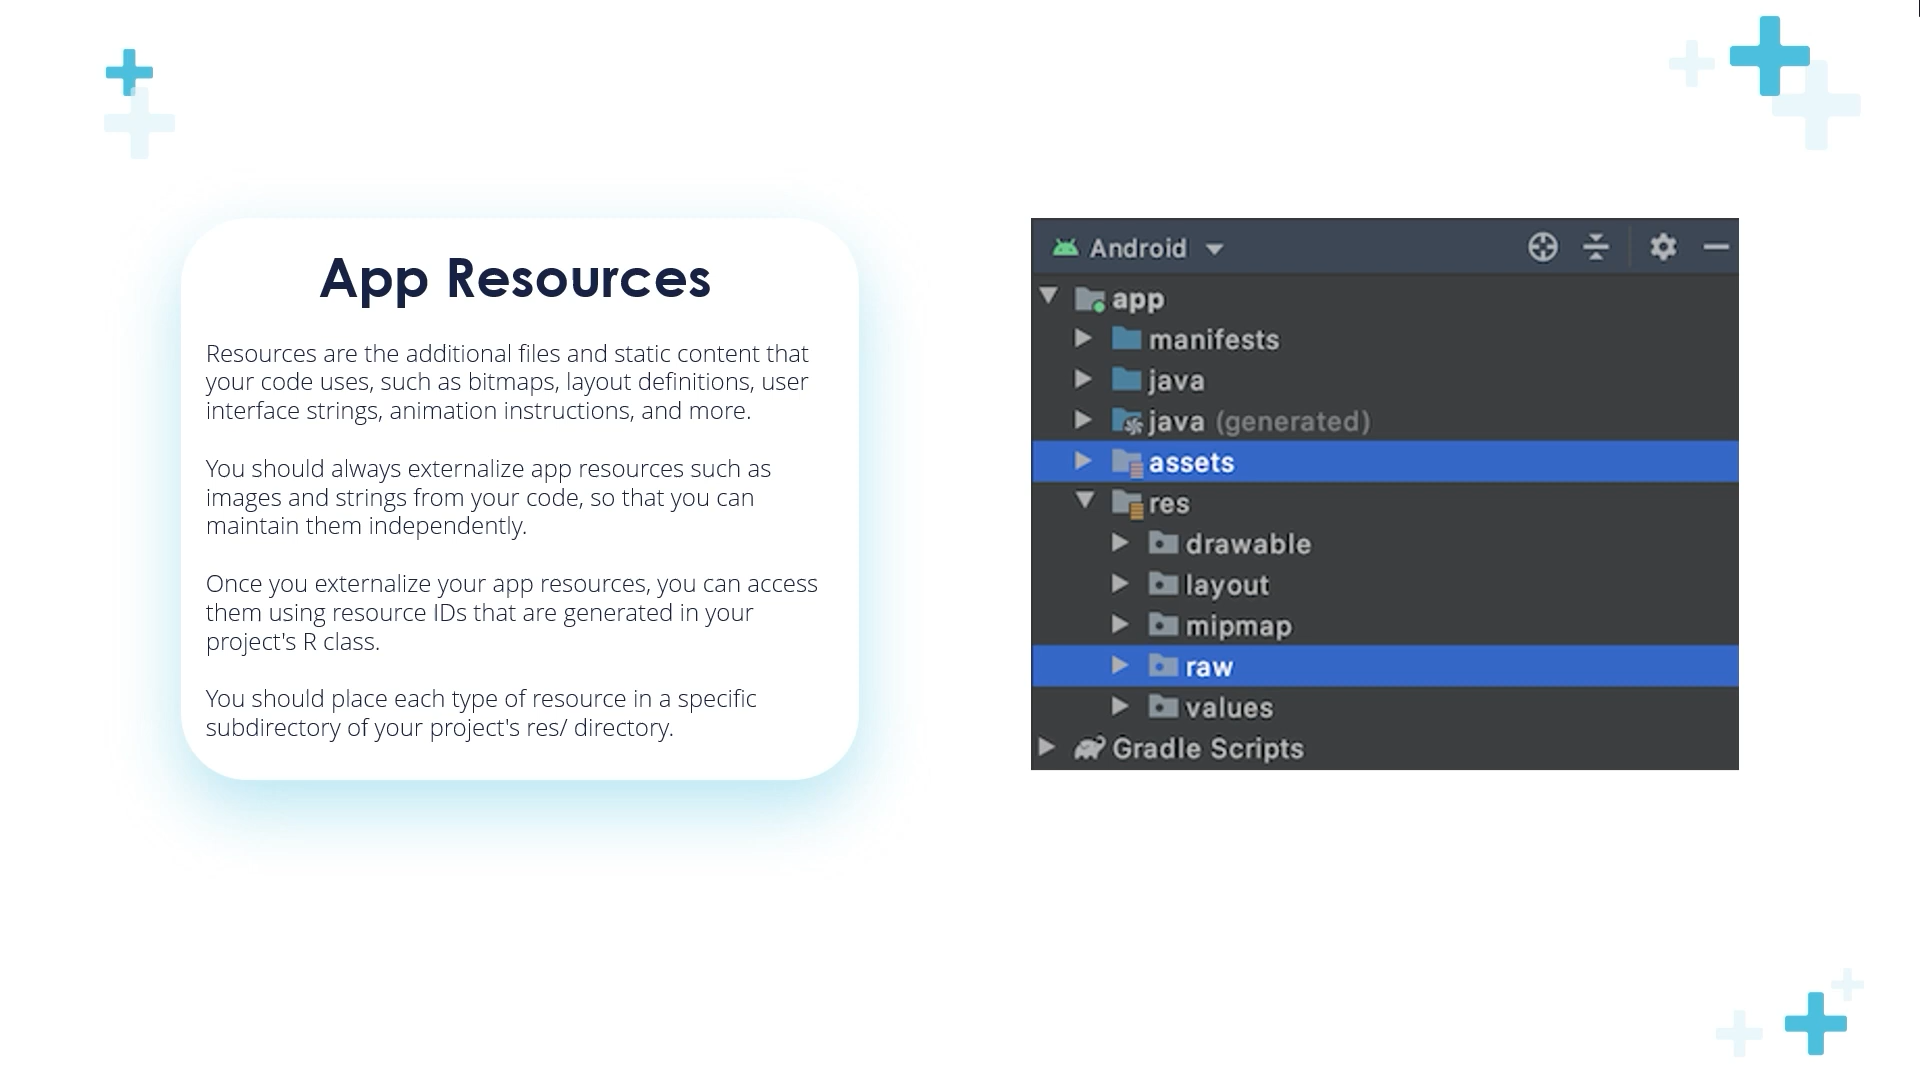 App Resources
Resources are the additional files and static content that
your code uses, such as bitmaps, layout definitions, user
interface strings, animation instructions, and more.
You should always externalize app resources such as
images and strings from your code, so that you can
maintain them independently.
Once you externalize your app resources, you can access
them using resource IDs that are generated in your
project's R class.
You should place each type of resource in a specific
subdirectory of your project's res/ directory.
Android
app
manifests
java
java (generated)
assets
res
drawable
layout
mipmap
raw
values
Gradle Scripts